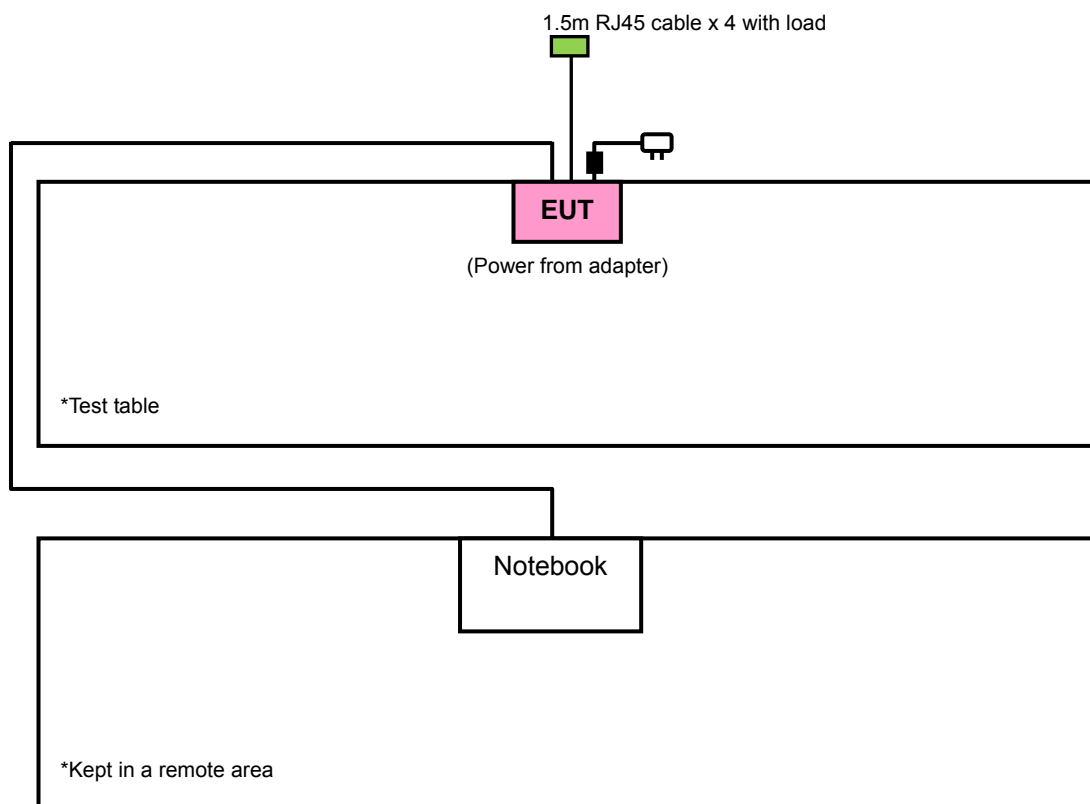 1.5m RJ45 cable x 4 with load
EUT
(Power from adapter)
*Test table
Notebook
*Kept in a remote area